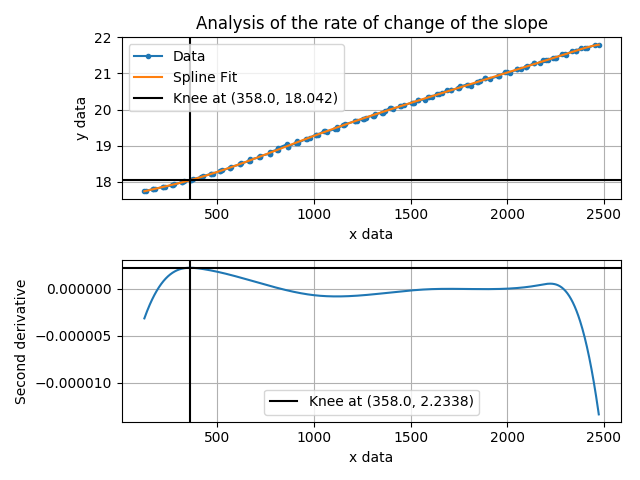 Analysis of the rate of change of the slope
22
21
20
19
18
y data
Data
Spline Fit
Knee at (358.0, 18.042)
500
1000
1500
2000
2500
x data
0.000000
−0.000005
−0.000010
Second derivative
Knee at (358.0, 2.2338)
500
1000
1500
2000
2500
x data